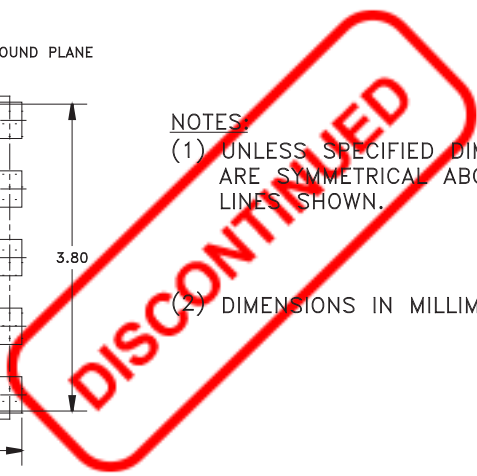 OUND PLANE
NOTES:
(1) UNLESS SPECIFIED DIM
ARE SYMMETRICAL ABO
LINES SHOWN.
3.80
(2) DIMENSIONS IN MILLIM
DISCONTINUED